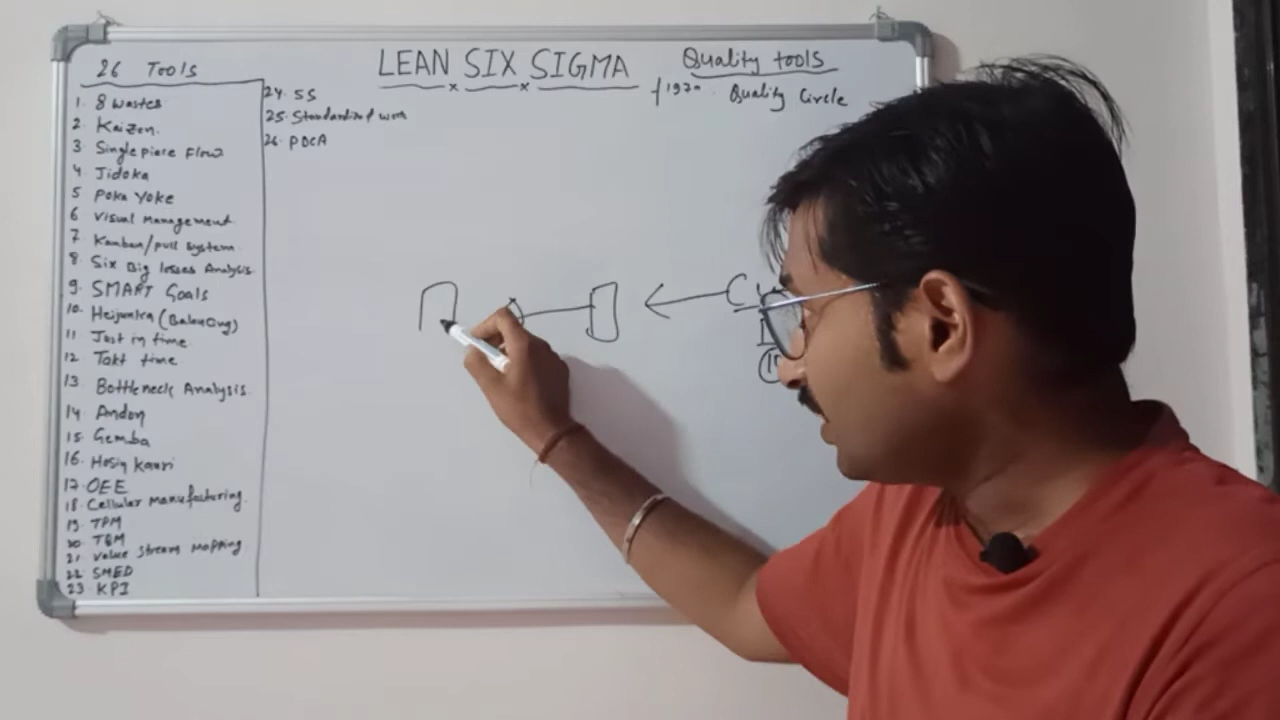 26 Tools
1. 8 wastes
2. Kaizen.
3 Single piece Flow
4. Jidoka
5 Poka Yoke
6 Visual Management
7. Kanban/pull system.
8. Six Big losses Analysis.
9. SMART Goals
10. Heijunka (Balancing)
11 Just in time
12 Takt time
13. Bottleneck Analysis.
14. Andon
15. Gemba
16. Hosin Kanri
17. OEE
18. Cellular Manufacturing.
19. TPM
20. TQM
21 Value Stream Mapping
22 SMED
23. KPI
24. 5S
25. Standardized work
26. PDCA
LEAN SIX SIGMA
Quality tools
Quality Circle